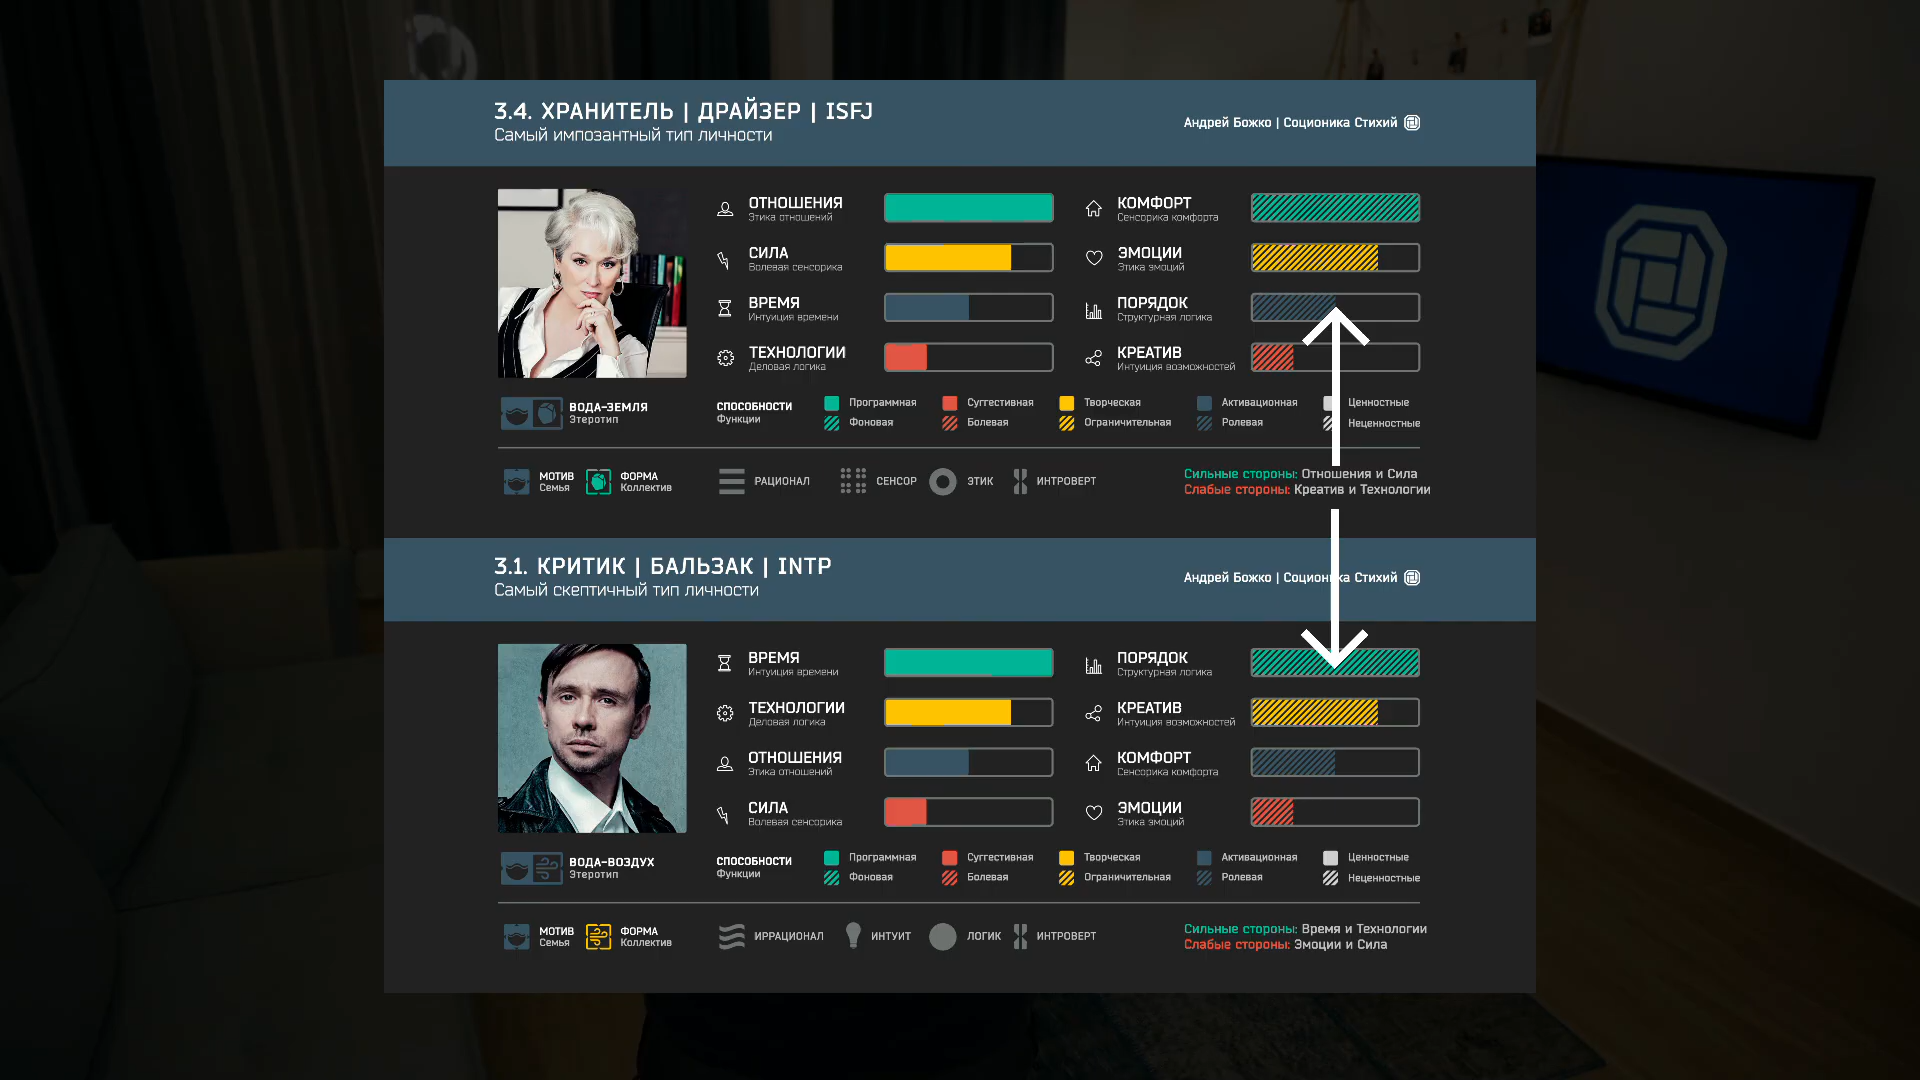 3.4. ХРАНИТЕЛЬ | ДРАЙЗЕР | ISFJ
Самый импозантный тип личности
Андрей Божко | Соционика Стихий
ОТНОШЕНИЯ
Этика отношений
КОМФОРТ
Сенсорика комфорта
СИЛА
Волевая сенсорика
ЭМОЦИИ
Этика эмоций
ВРЕМЯ
Интуиция времени
ПОРЯДОК
Структурная логика
ТЕХНОЛОГИИ
Деловая логика
КРЕАТИВ
Интуиция возможностей
ВОДА-ЗЕМЛЯ
Этеротип
СПОСОБНОСТИ
Функции
Программная
Суггестивная
Творческая
Активационная
Ценностные
Фоновая
Болевая
Ограничительная
Ролевая
Неценностные
МОТИВ
Семья
ФОРМА
Коллектив
РАЦИОНАЛ
СЕНСОР
ЭТИК
ИНТРОВЕРТ
Сильные стороны: Отношения и Сила
Слабые стороны: Креатив и Технологии
3.1. КРИТИК | БАЛЬЗАК | INTP
Самый скептичный тип личности
Андрей Божко | Соционика Стихий
ВРЕМЯ
Интуиция времени
ПОРЯДОК
Структурная логика
ТЕХНОЛОГИИ
Деловая логика
КРЕАТИВ
Интуиция возможностей
ОТНОШЕНИЯ
Этика отношений
КОМФОРТ
Сенсорика комфорта
СИЛА
Волевая сенсорика
ЭМОЦИИ
Этика эмоций
ВОДА-ВОЗДУХ
Этеротип
СПОСОБНОСТИ
Функции
Программная
Суггестивная
Творческая
Активационная
Ценностные
Фоновая
Болевая
Ограничительная
Ролевая
Неценностные
МОТИВ
Семья
ФОРМА
Коллектив
ИРРАЦИОНАЛ
ИНТУИТ
ЛОГИК
ИНТРОВЕРТ
Сильные стороны: Время и Технологии
Слабые стороны: Эмоции и Сила